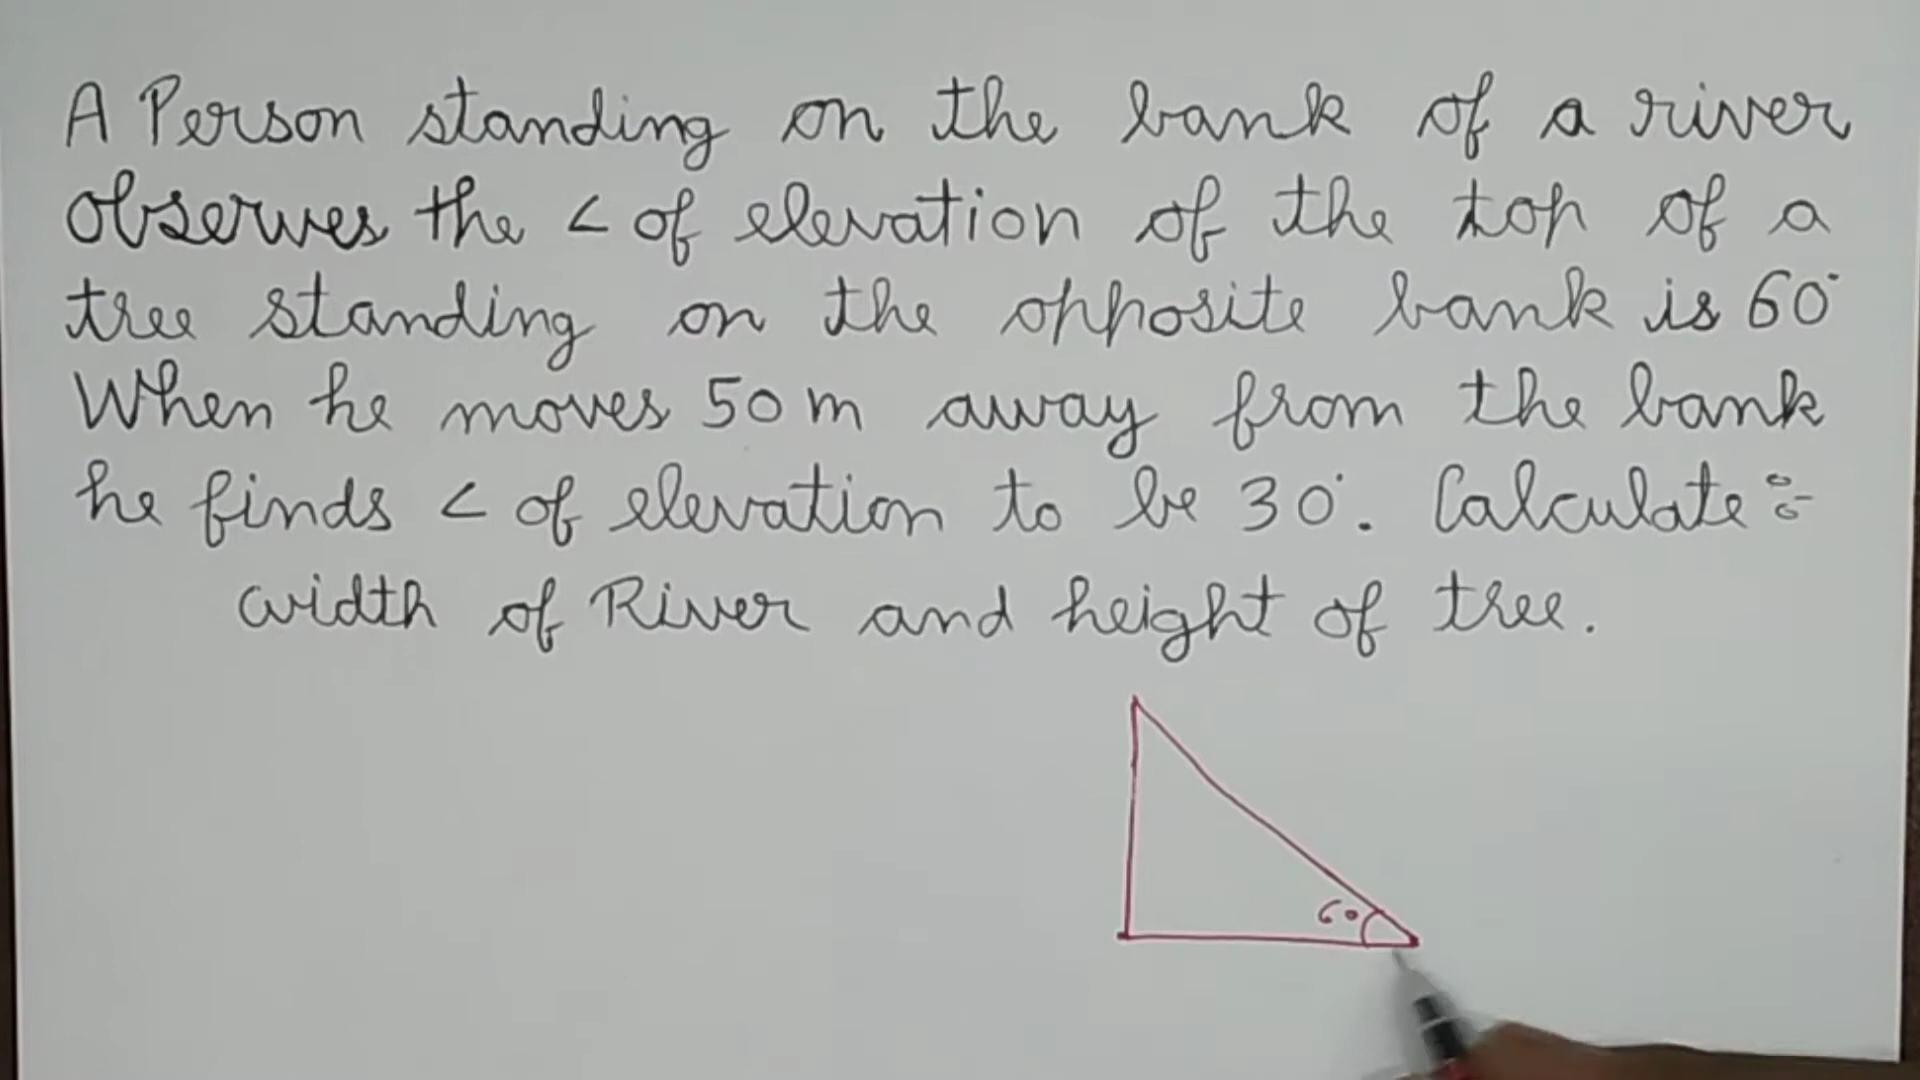 A Person standing on the bank of a river
observes the < of elevation of the top of a
tree standing on the opposite bank is 60°
When he moves 50 m away from the bank
he finds < of elevation to be 30°. Calculate :-
width of River and height of tree.
60